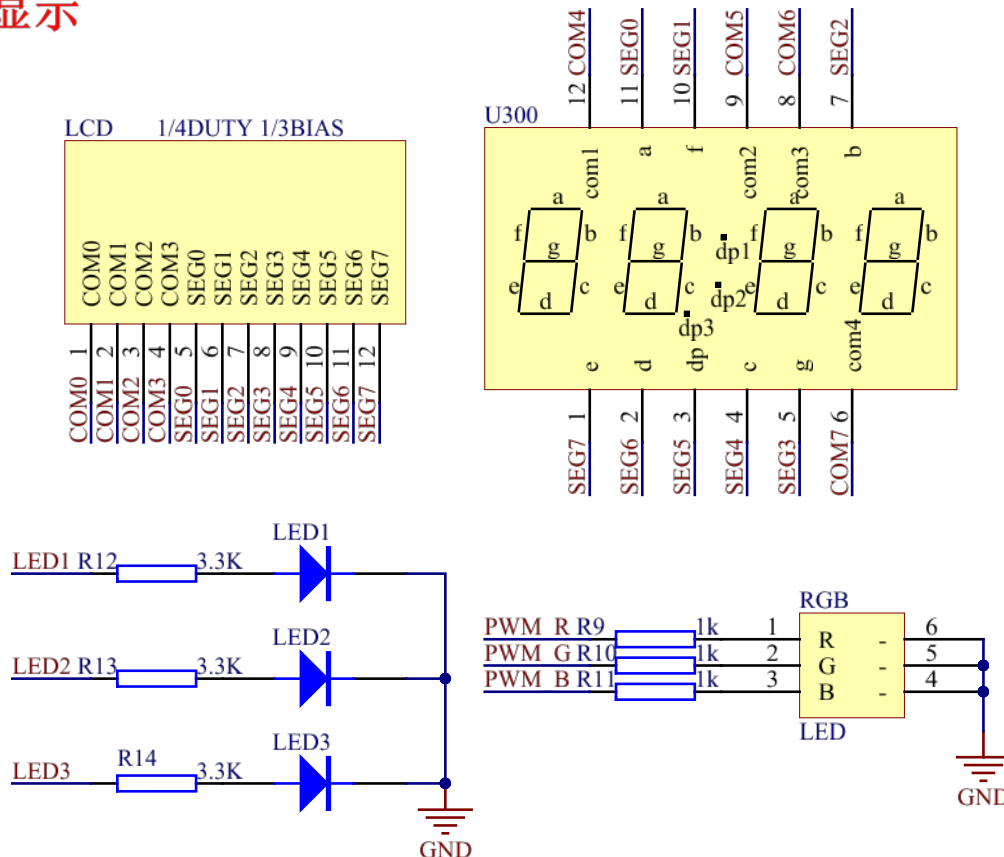 显示
LCD 1/4DUTY 1/3BIAS
COM0 COM1 COM2 COM3 SEG0 SEG1 SEG2 SEG3 SEG4 SEG5 SEG6 SEG7
1 2 3 4 5 6 7 8 9 10 11 12
COM0 COM1 COM2 COM3 SEG0 SEG1 SEG2 SEG3 SEG4 SEG5 SEG6 SEG7
COM4 SEG0 SEG1 COM5 COM6 SEG2
12 11 10 9 8 7
U300
com1 a f com2 com3 b
a a a a
f b f b dp1 f b f b
g g g g
e c e c dp2 e c e c
d d d d
dp3
e d dp c g com4
1 2 3 4 5 6
SEG7 SEG6 SEG5 SEG4 SEG3 COM7
LED1
LED1 R12 3.3K
LED2
LED2 R13 3.3K
LED3
LED3 R14 3.3K
GND
RGB
PWM_R R9 1k 1 R - 6
PWM_G R10 1k 2 G - 5
PWM_B R11 1k 3 B - 4
LED
GND